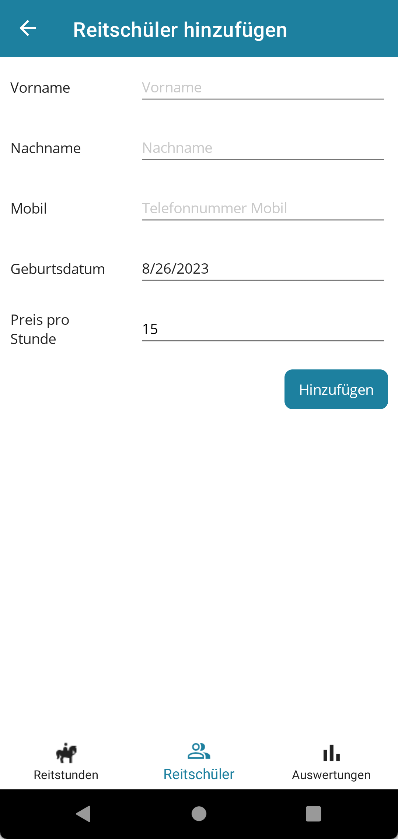 Reitschüler hinzufügen
Vorname Vorname
Nachname Nachname
Mobil Telefonnummer Mobil
Geburtsdatum 8/26/2023
Preis pro
Stunde 15
Hinzufügen
Reitstunden Reitschüler Auswertungen